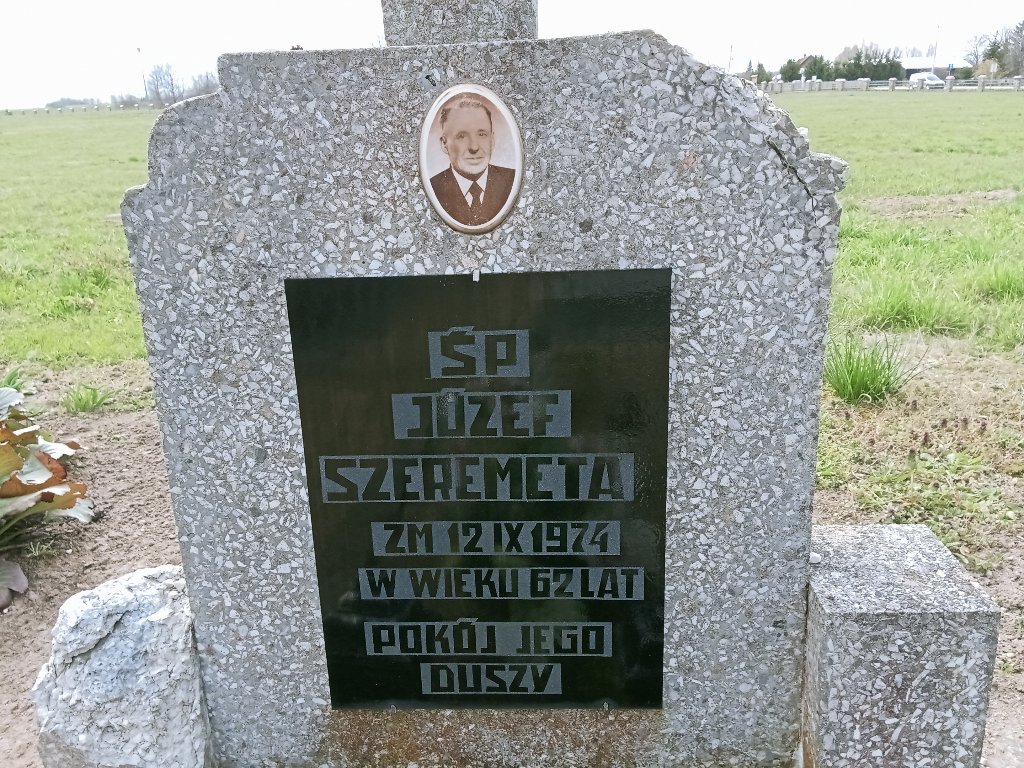 ŚP
JÓZEF
SZEREMETA
ZM 12 IX 1974
W WIEKU 62 LAT
POKÓJ JEGO
DUSZY